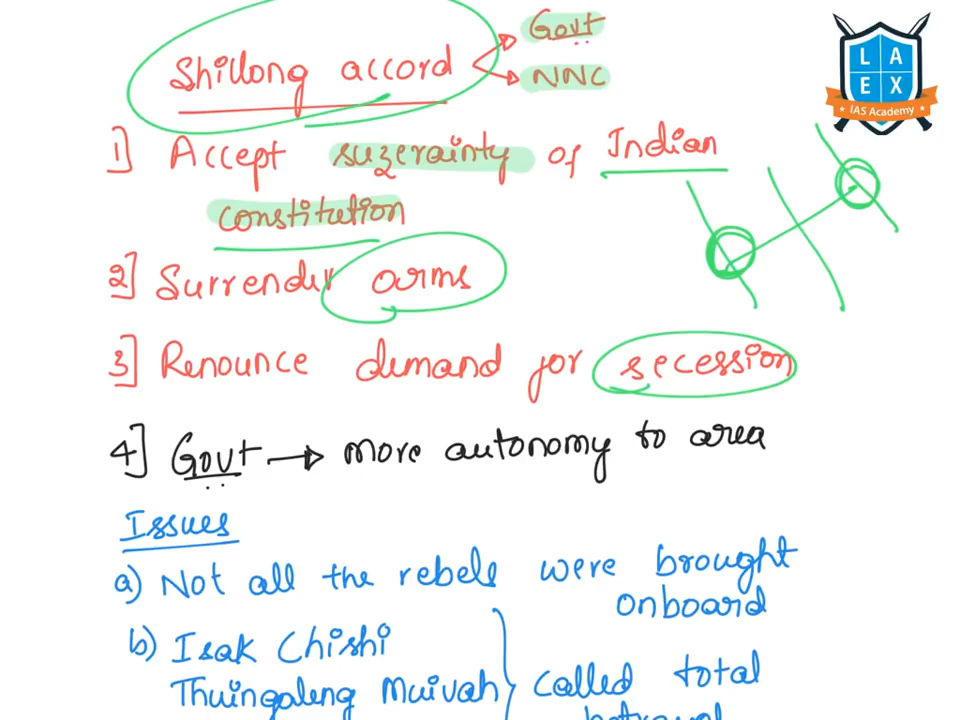 Govt
Shillong accord
NNC
L A
E X
IAS Academy
1] Accept suzerainty of Indian
constitution
2] Surrender arms
3] Renounce demand for secession
4] Govt → more autonomy to area
Issues
a) Not all the rebels were brought
onboard
b) Isak Chishi
Thuingaleng Muivah } called total
betrayal